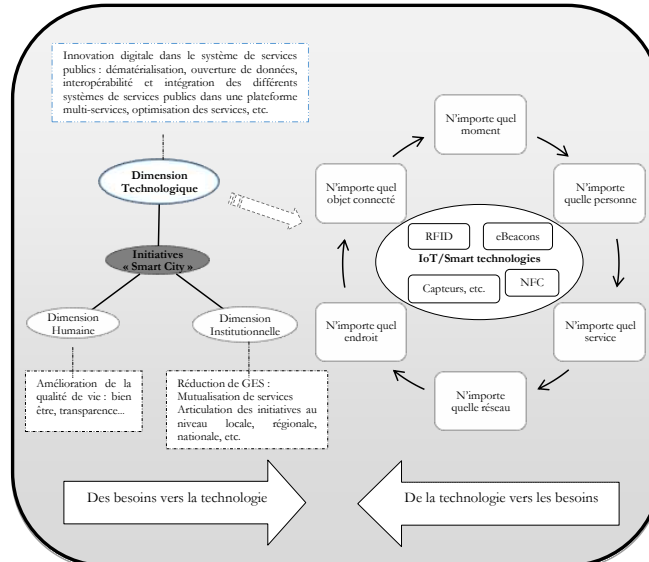 Innovation digitale dans le système de services
publics : dématérialisation, ouverture de données,
interopérabilité et intégration des différents
systèmes de services publics dans une plateforme
multi-services, optimisation des services, etc.
Dimension
Technologique
Initiatives
« Smart City »
Dimension
Humaine
Dimension
Institutionnelle
Amélioration de la
qualité de vie : bien
être, transparence...
Réduction de GES :
Mutualisation de services
Articulation des initiatives au
niveau locale, régionale,
nationale, etc.
N'importe quel
moment
N'importe quel
objet connecté
N'importe
quelle personne
RFID
eBeacons
IoT/Smart technologies
Capteurs, etc.
NFC
N'importe quel
endroit
N'importe quel
service
N'importe
quelle réseau
Des besoins vers la technologie
De la technologie vers les besoins